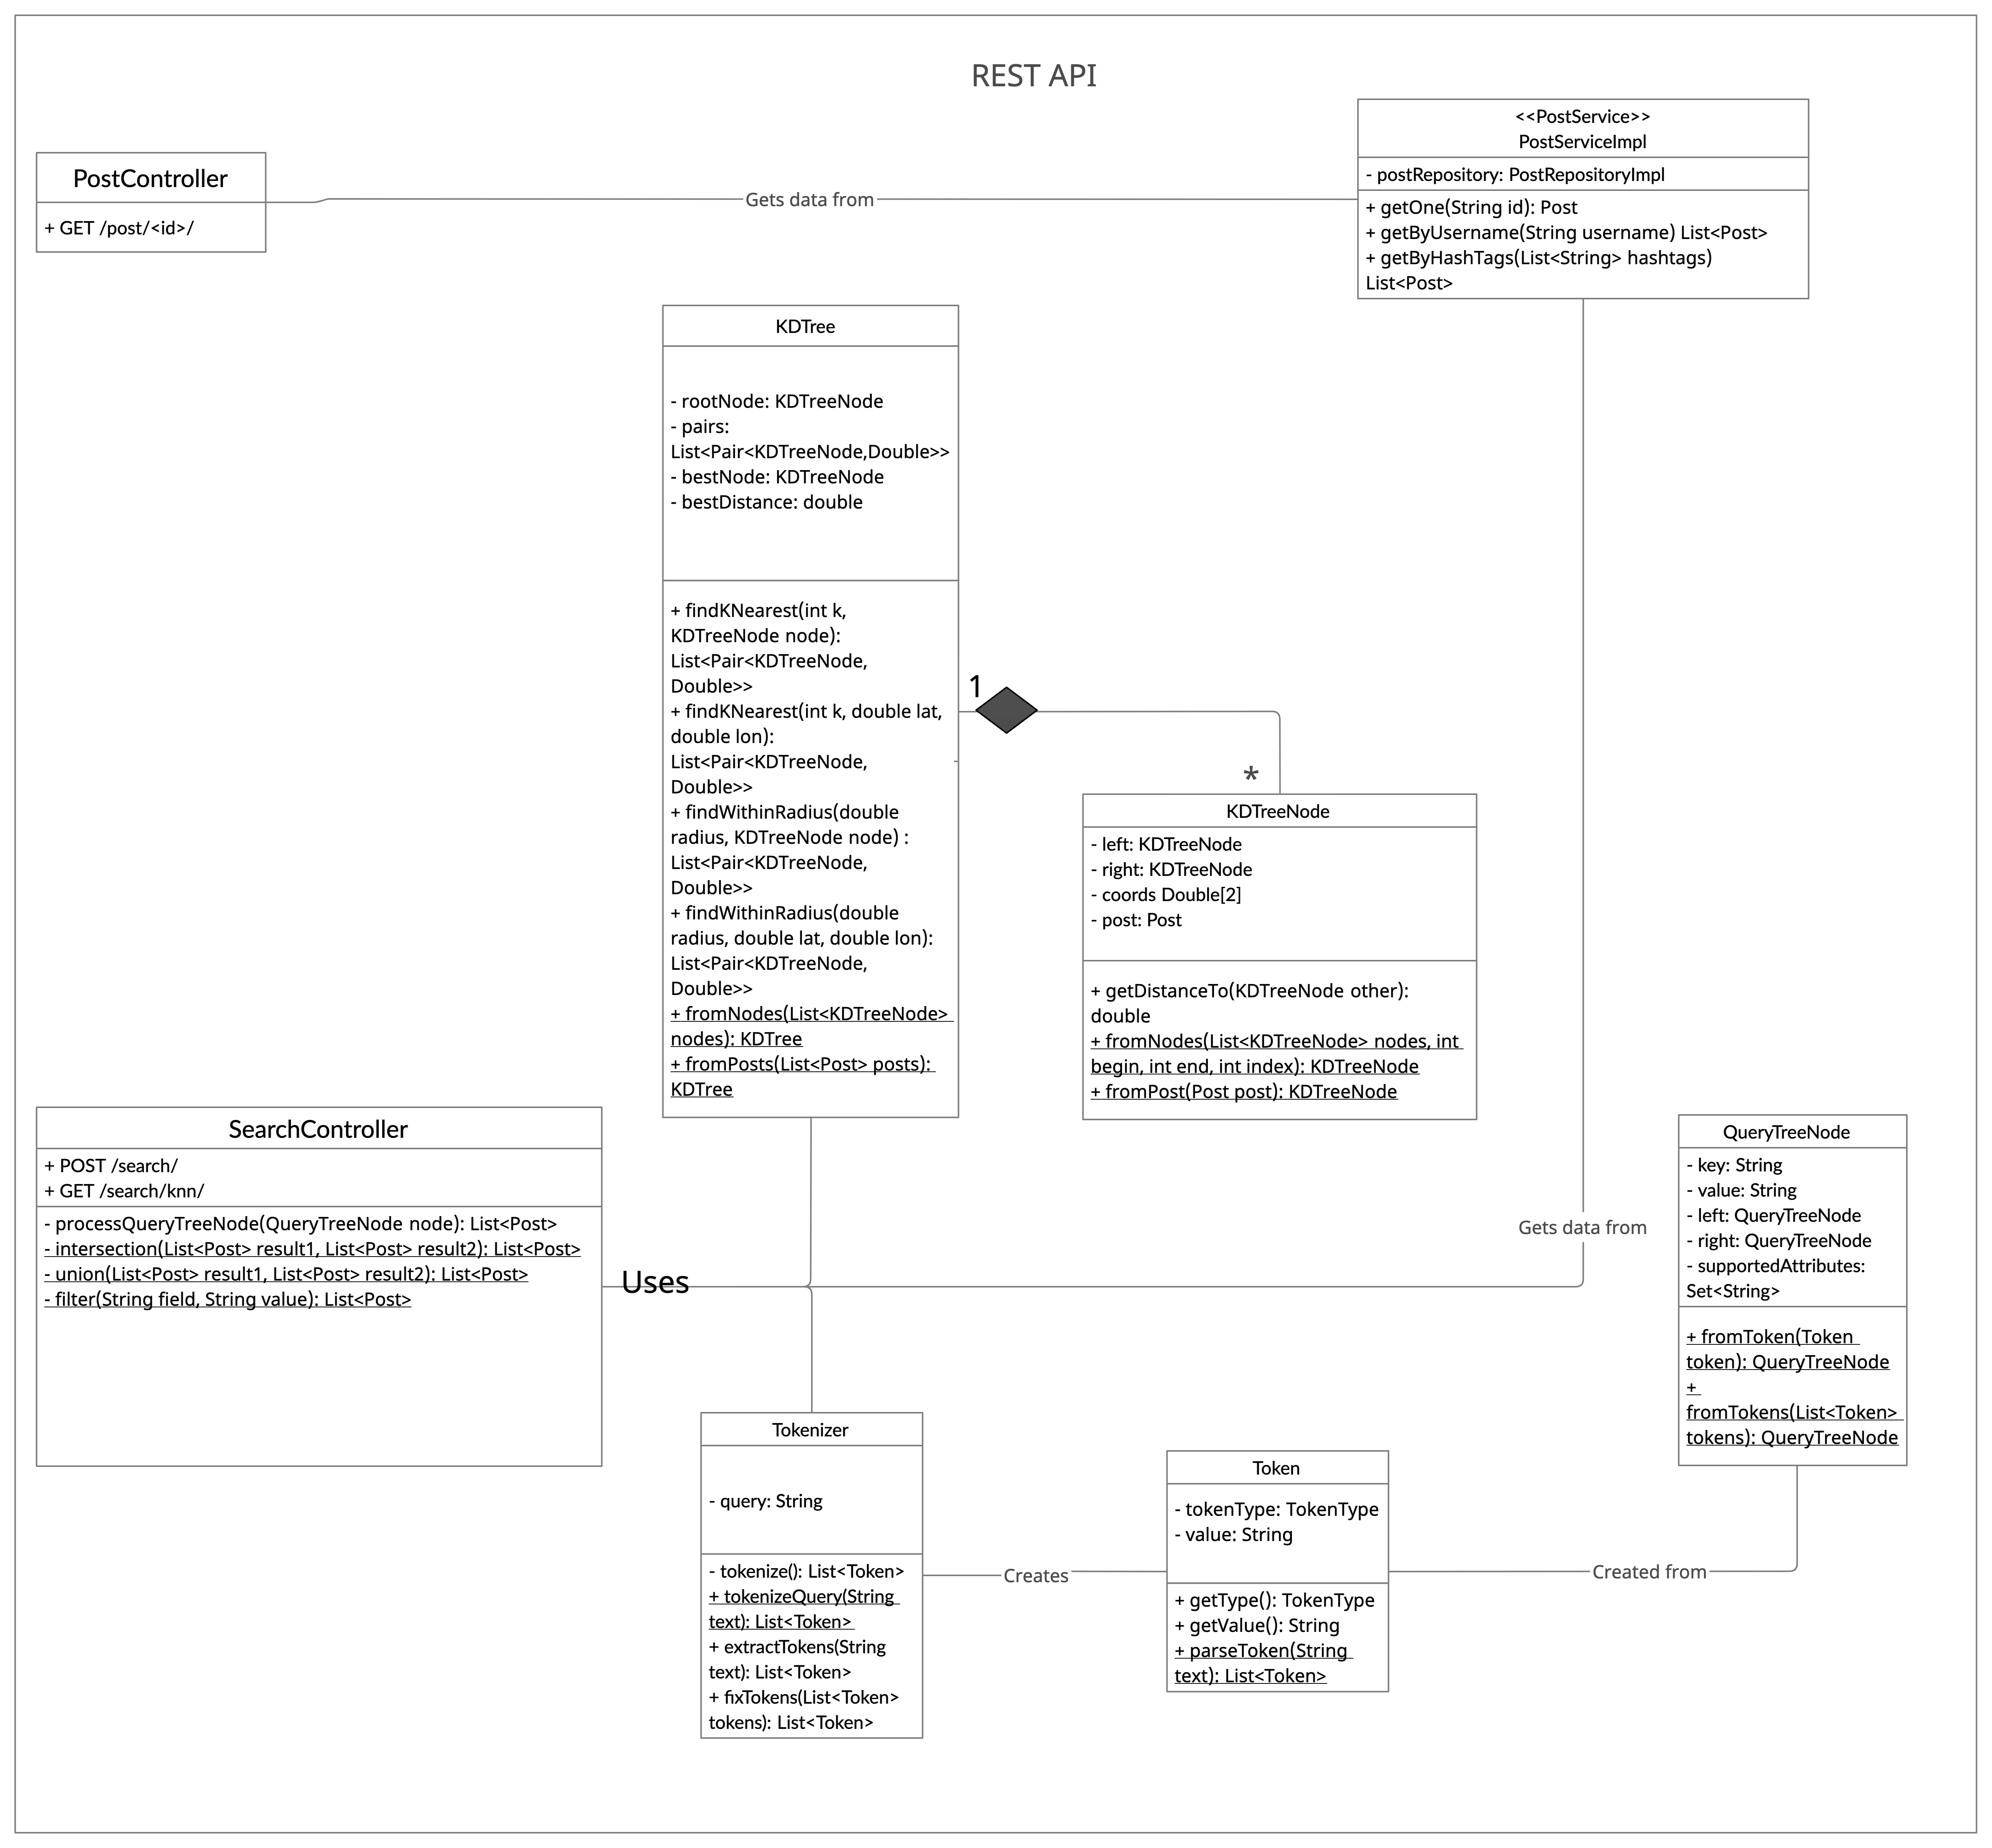 REST API
<<PostService>>
PostServiceImpl
- postRepository: PostRepositoryImpl
+ getOne(String id): Post
+ getByUsername(String username) List<Post>
+ getByHashTags(List<String> hashtags)
List<Post>
PostController
+ GET /post/<id>/
Gets data from
KDTree
- rootNode: KDTreeNode
- pairs:
List<Pair<KDTreeNode,Double>>
- bestNode: KDTreeNode
- bestDistance: double
+ findKNearest(int k,
KDTreeNode node):
List<Pair<KDTreeNode,
Double>>
+ findKNearest(int k, double lat,
double lon):
List<Pair<KDTreeNode,
Double>>
+ findWithinRadius(double
radius, KDTreeNode node) :
List<Pair<KDTreeNode,
Double>>
+ findWithinRadius(double
radius, double lat, double lon):
List<Pair<KDTreeNode,
Double>>
+ fromNodes(List<KDTreeNode>
nodes): KDTree
+ fromPosts(List<Post> posts):
KDTree
1
*
KDTreeNode
- left: KDTreeNode
- right: KDTreeNode
- coords Double[2]
- post: Post
+ getDistanceTo(KDTreeNode other):
double
+ fromNodes(List<KDTreeNode> nodes, int
begin, int end, int index): KDTreeNode
+ fromPost(Post post): KDTreeNode
SearchController
+ POST /search/
+ GET /search/knn/
- processQueryTreeNode(QueryTreeNode node): List<Post>
- intersection(List<Post> result1, List<Post> result2): List<Post>
- union(List<Post> result1, List<Post> result2): List<Post>
- filter(String field, String value): List<Post>
Uses
Gets data from
QueryTreeNode
- key: String
- value: String
- left: QueryTreeNode
- right: QueryTreeNode
- supportedAttributes:
Set<String>
+ fromToken(Token
token): QueryTreeNode
+
fromTokens(List<Token>
tokens): QueryTreeNode
Tokenizer
- query: String
- tokenize(): List<Token>
+ tokenizeQuery(String
text): List<Token>
+ extractTokens(String
text): List<Token>
+ fixTokens(List<Token>
tokens): List<Token>
Creates
Token
- tokenType: TokenType
- value: String
+ getType(): TokenType
+ getValue(): String
+ parseToken(String
text): List<Token>
Created from